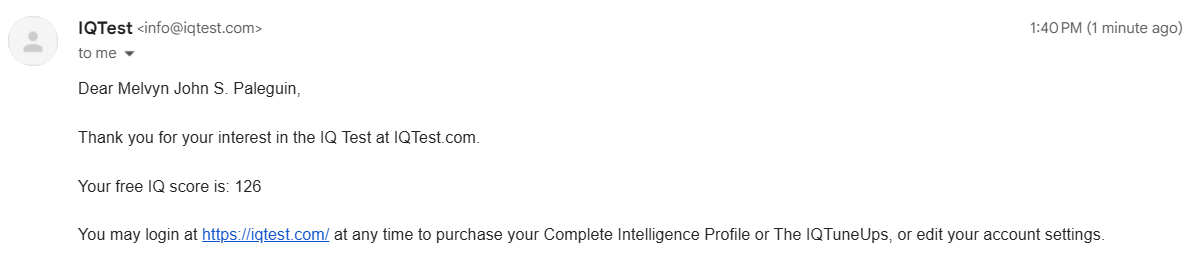 IQTest <info@iqtest.com> 1:40 PM (1 minute ago)
to me
Dear Melvyn John S. Paleguin,
Thank you for your interest in the IQ Test at IQTest.com.
Your free IQ score is: 126
You may login at https://iqtest.com/ at any time to purchase your Complete Intelligence Profile or The IQTuneUps, or edit your account settings.